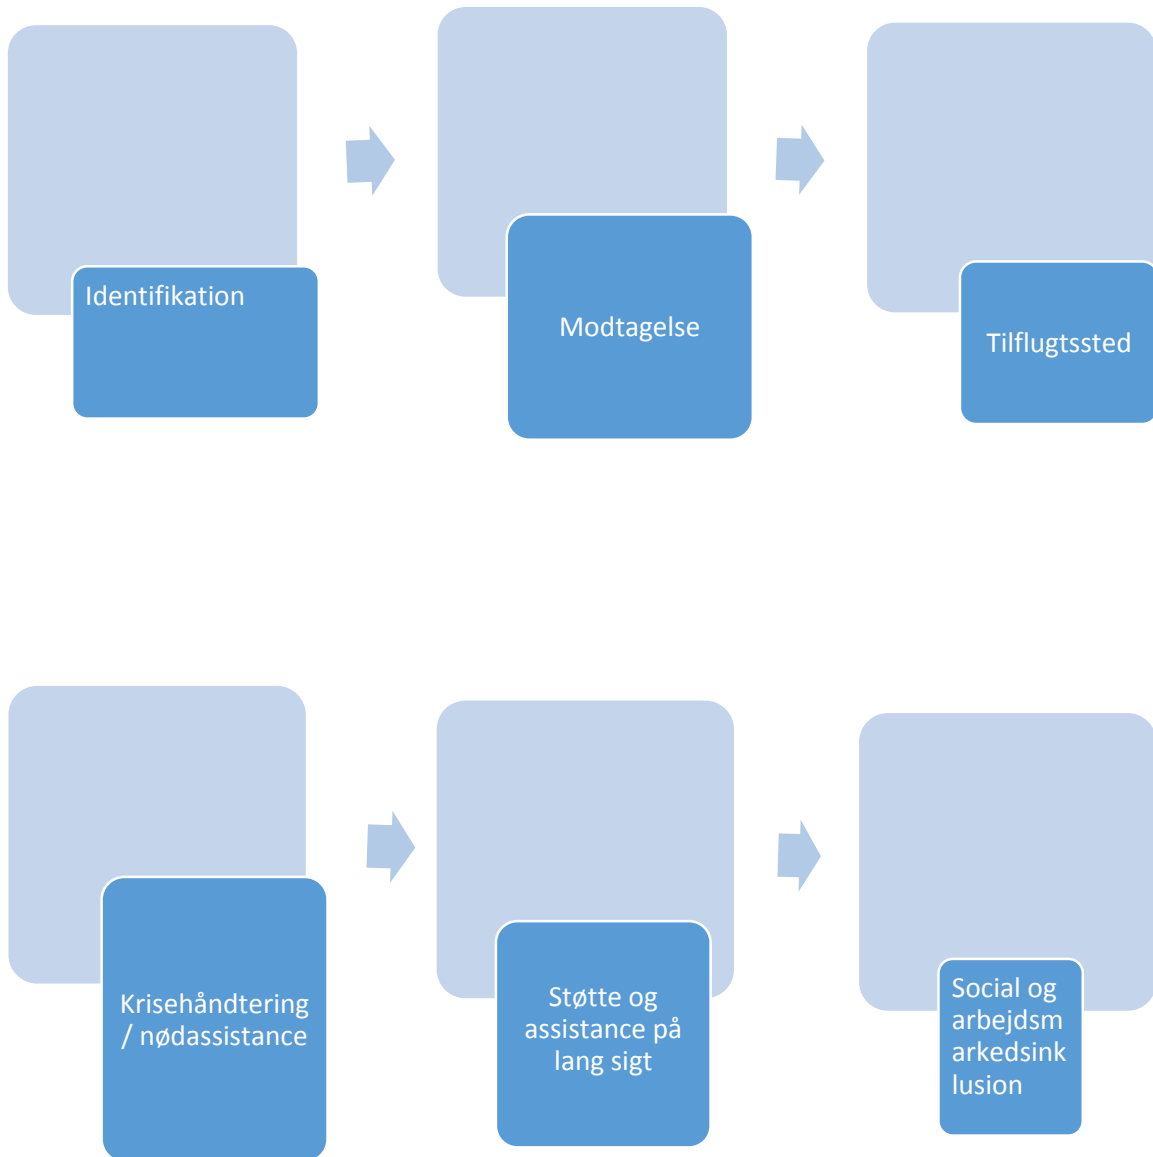 Identifikation
Modtagelse
Tilflugtssted
Krisehåndtering
/ nødassistance
Støtte og
assistance på
lang sigt
Social og
arbejdsm
arkedsink
lusion